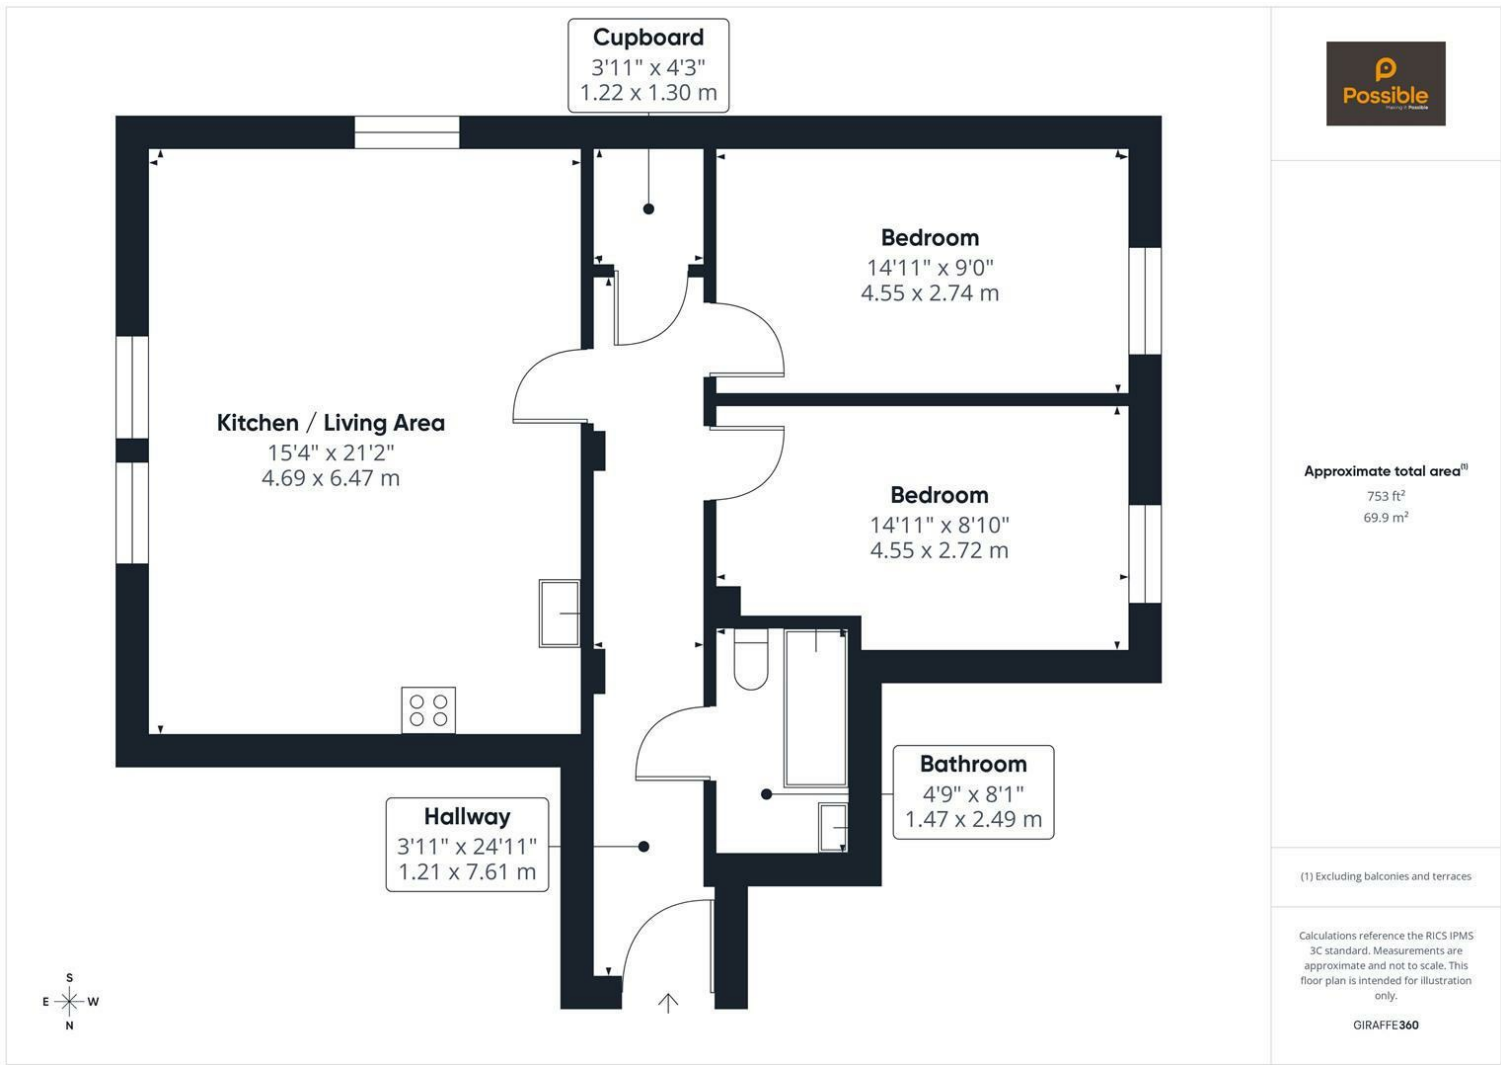 Cupboard
3'11" x 4'3"
1.22 x 1.30 m
Bedroom
14'11" x 9'0"
4.55 x 2.74 m
Kitchen / Living Area
15'4" x 21'2"
4.69 x 6.47 m
Bedroom
14'11" x 8'10"
4.55 x 2.72 m
Bathroom
4'9" x 8'1"
1.47 x 2.49 m
Hallway
3'11" x 24'11"
1.21 x 7.61 m
S
E W
N
Possible
Making it Possible
Approximate total area(1)
753 ft²
69.9 m²
(1) Excluding balconies and terraces
Calculations reference the RICS IPMS
3C standard. Measurements are
approximate and not to scale. This
floor plan is intended for illustration
only.
GIRAFFE360